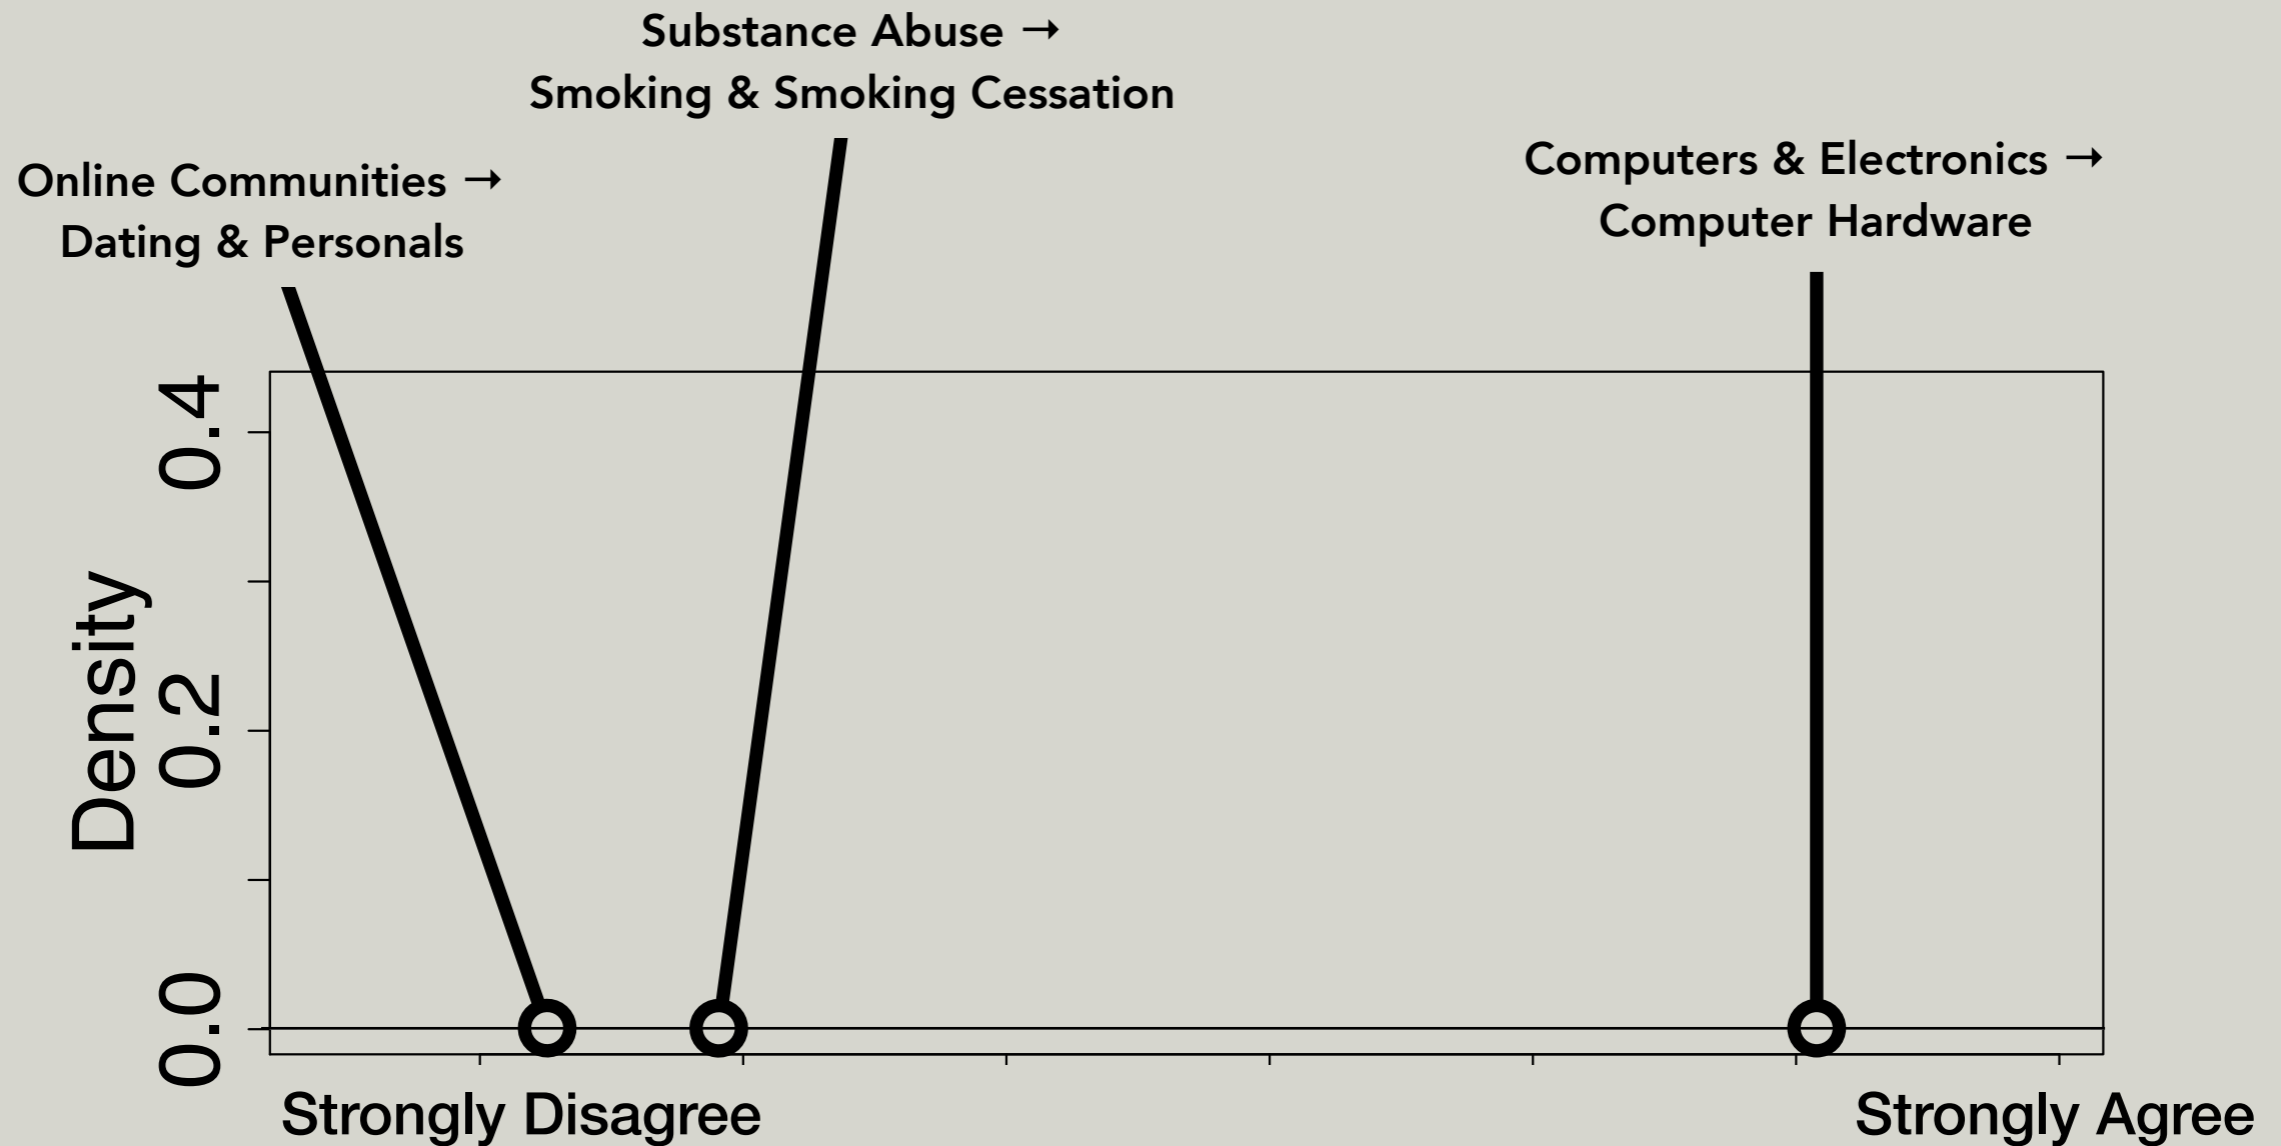 Substance Abuse →
Smoking & Smoking Cessation
Online Communities →
Dating & Personals
Computers & Electronics →
Computer Hardware
Density
0.4
0.2
0.0
Strongly Disagree
Strongly Agree